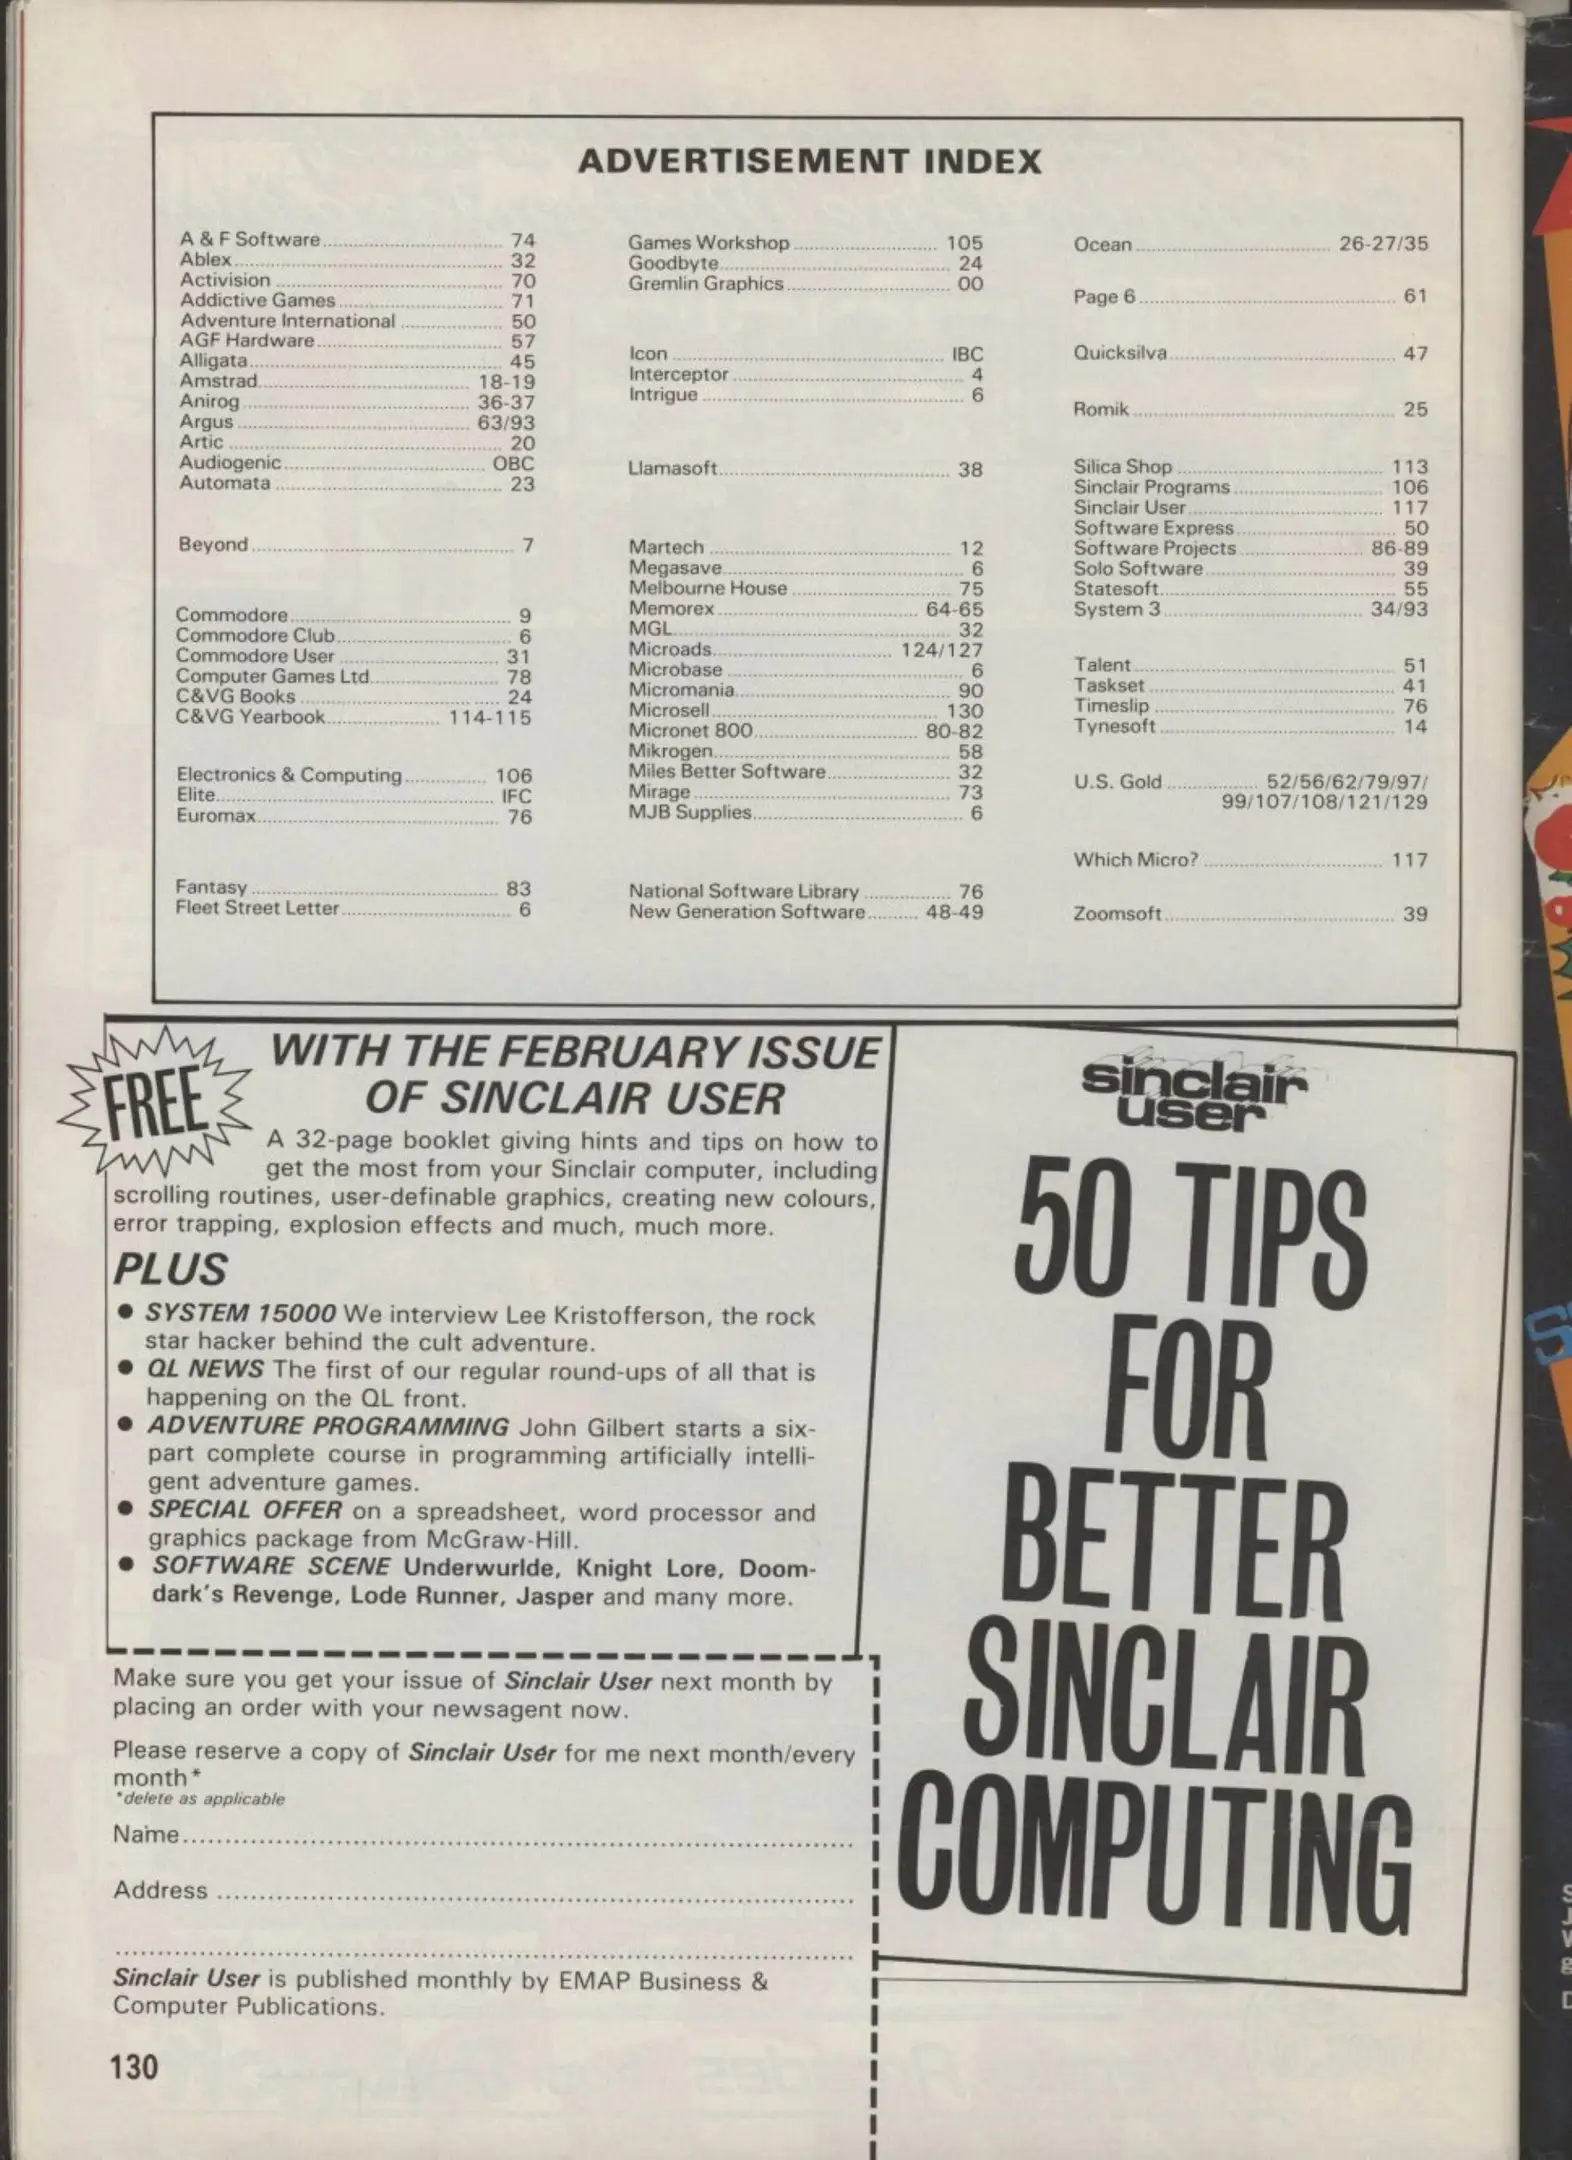 ADVERTISEMENT INDEX
A & F Software 74
Ablex 32
Activision 70
Addictive Games 71
Adventure International 50
AGF Hardware 57
Alligata 45
Amstrad 18-19
Anirog 36-37
Argus 63/93
Artic 20
Audiogenic OBC
Automata 23
Beyond 7
Commodore 9
Commodore Club 6
Commodore User 31
Computer Games Ltd 78
C&VG Books 24
C&VG Yearbook 114-115
Electronics & Computing 106
Elite IFC
Euromax 76
Fantasy 83
Fleet Street Letter 6
Games Workshop 105
Goodbyte 24
Gremlin Graphics 00
Icon IBC
Interceptor 4
Intrigue 6
Llamasoft 38
Martech 12
Megasave 6
Melbourne House 75
Memorex 64-65
MGL 32
Microads 124/127
Microbase 6
Micromania 90
Microsell 130
Micronet 800 80-82
Mikrogen 58
Miles Better Software 32
Mirage 73
MJB Supplies 6
National Software Library 76
New Generation Software 48-49
Ocean 26-27/35
Page 6 61
Quicksilva 47
Romik 25
Silica Shop 113
Sinclair Programs 106
Sinclair User 117
Software Express 50
Software Projects 86-89
Solo Software 39
Statesoft 55
System 3 34/93
Talent 51
Taskset 41
Timeslip 76
Tynesoft 14
U.S. Gold 52/56/62/79/97/
99/107/108/121/129
Which Micro? 117
Zoomsoft 39
FREE
WITH THE FEBRUARY ISSUE
OF SINCLAIR USER
A 32-page booklet giving hints and tips on how to
get the most from your Sinclair computer, including
scrolling routines, user-definable graphics, creating new colours,
error trapping, explosion effects and much, much more.
PLUS
• SYSTEM 15000 We interview Lee Kristofferson, the rock
star hacker behind the cult adventure.
• QL NEWS The first of our regular round-ups of all that is
happening on the QL front.
• ADVENTURE PROGRAMMING John Gilbert starts a six-
part complete course in programming artificially intelli-
gent adventure games.
• SPECIAL OFFER on a spreadsheet, word processor and
graphics package from McGraw-Hill.
• SOFTWARE SCENE Underwurlde, Knight Lore, Doom-
dark's Revenge, Lode Runner, Jasper and many more.
Make sure you get your issue of Sinclair User next month by
placing an order with your newsagent now.
Please reserve a copy of Sinclair User for me next month/every
month*
*delete as applicable
Name
Address
Sinclair User is published monthly by EMAP Business &
Computer Publications.
130
sinclair
user
50 TIPS
FOR
BETTER
SINCLAIR
COMPUTING